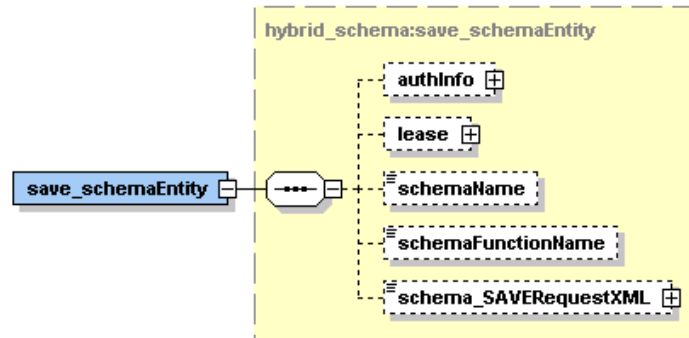 hybrid_schema:save_schemaEntity
authInfo
lease
save_schemaEntity
schemaName
schemaFunctionName
schema_SAVERequestXML